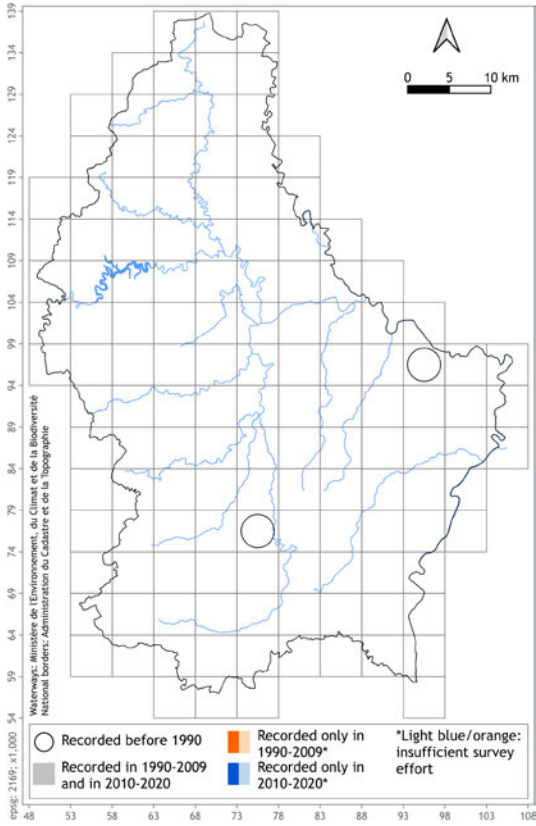 139
134
129
124
119
114
109
104
99
94
89
84
79
74
69
64
59
54
0 5 10 km
Waterways: Ministère de l'Environnement, du Climat et de la Biodiversité
National borders: Administration du Cadastre et de la Topographie
epsg: 2169; x1,000
Recorded before 1990
Recorded in 1990-2009
and in 2010-2020
Recorded only in
1990-2009*
Recorded only in
2010-2020*
*Light blue/orange:
insufficient survey
effort
48 53 58 63 68 73 78 83 88 93 98 103 108